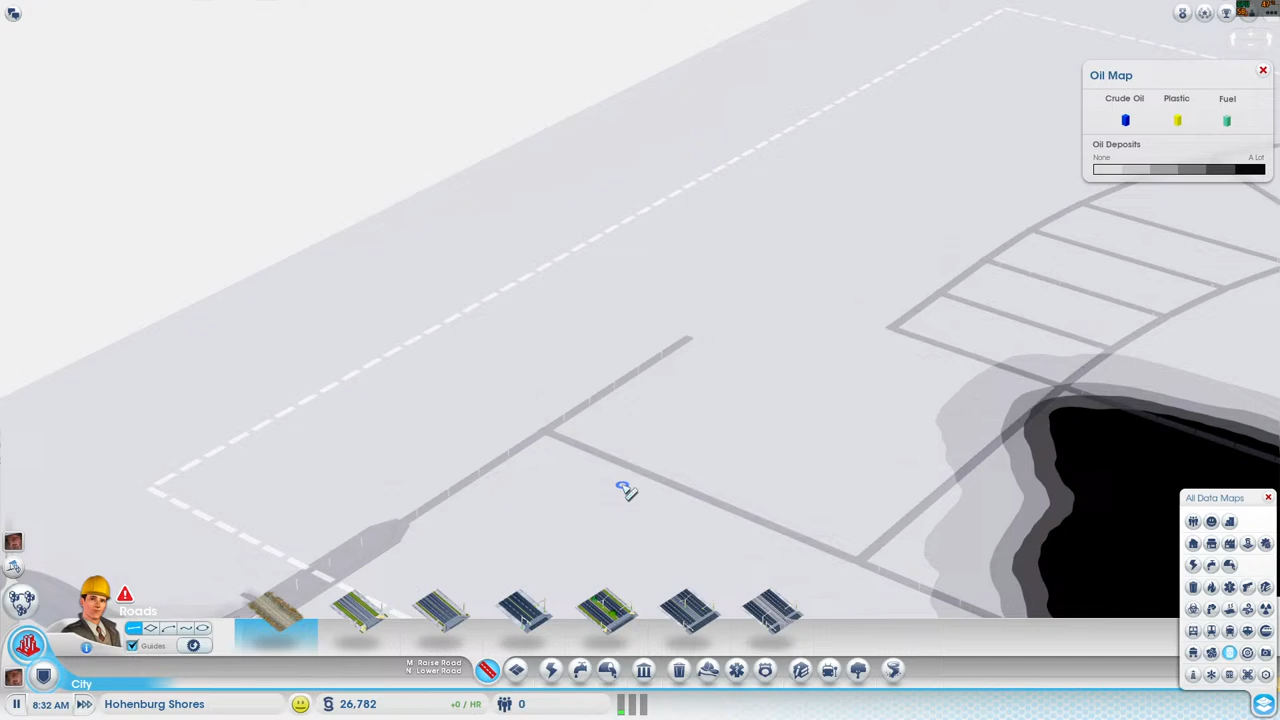 Oil Map
Crude Oil Plastic Fuel
Oil Deposits
None A Lot
All Data Maps
Roads
Guides
M: Raise Road
N: Lower Road
City
8:32 AM Hohenburg Shores 26,782 +0 / HR 0